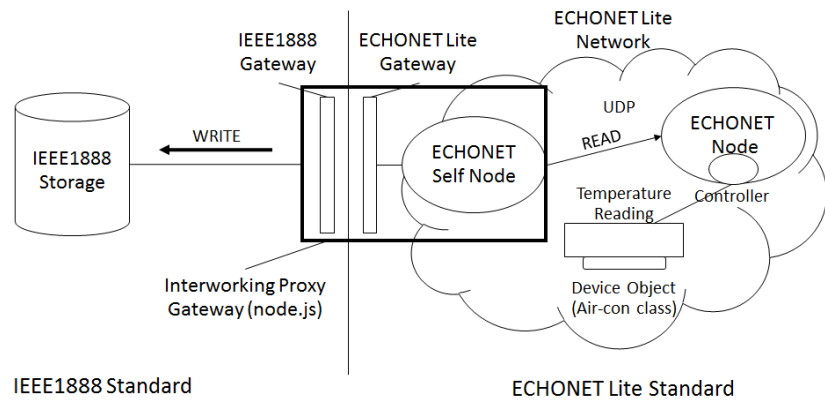 IEEE1888
Gateway
ECHONET Lite
Gateway
ECHONET Lite
Network
UDP
WRITE
READ
ECHONET
Node
IEEE1888
Storage
ECHONET
Self Node
Temperature
Reading
Controller
Interworking Proxy
Gateway (node.js)
Device Object
(Air-con class)
IEEE1888 Standard
ECHONET Lite Standard